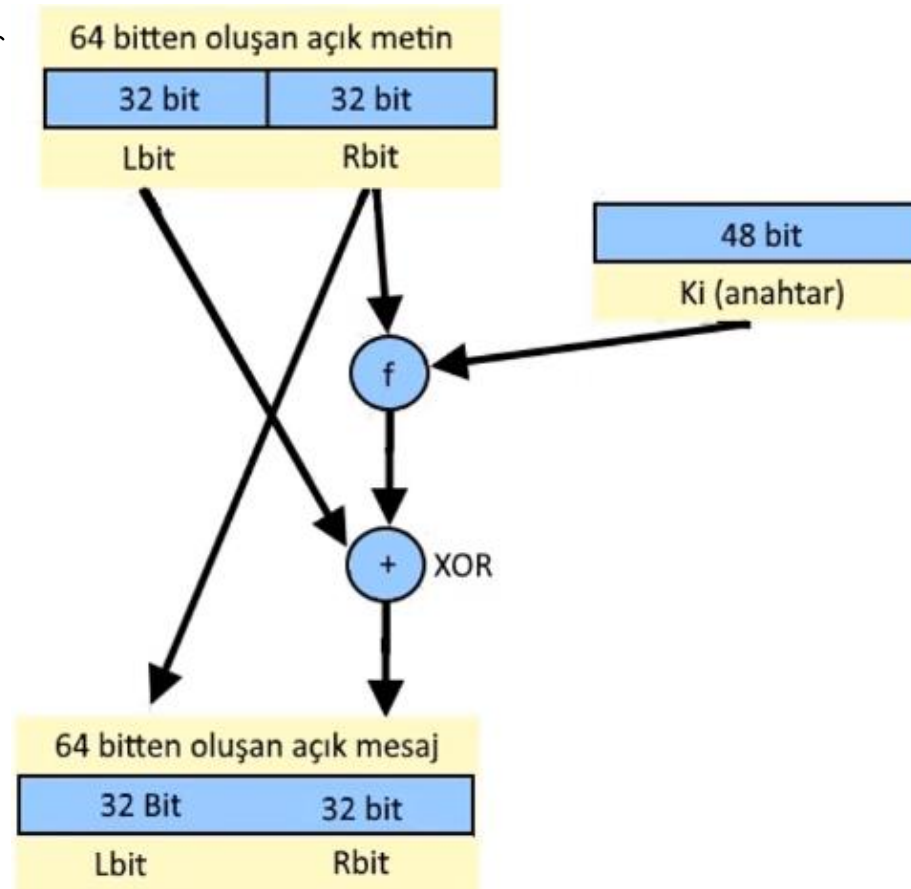 64 bitten oluşan açık metin
32 bit
32 bit
Lbit
Rbit
48 bit
Ki (anahtar)
f
+
XOR
64 bitten oluşan açık mesaj
32 Bit
32 bit
Lbit
Rbit